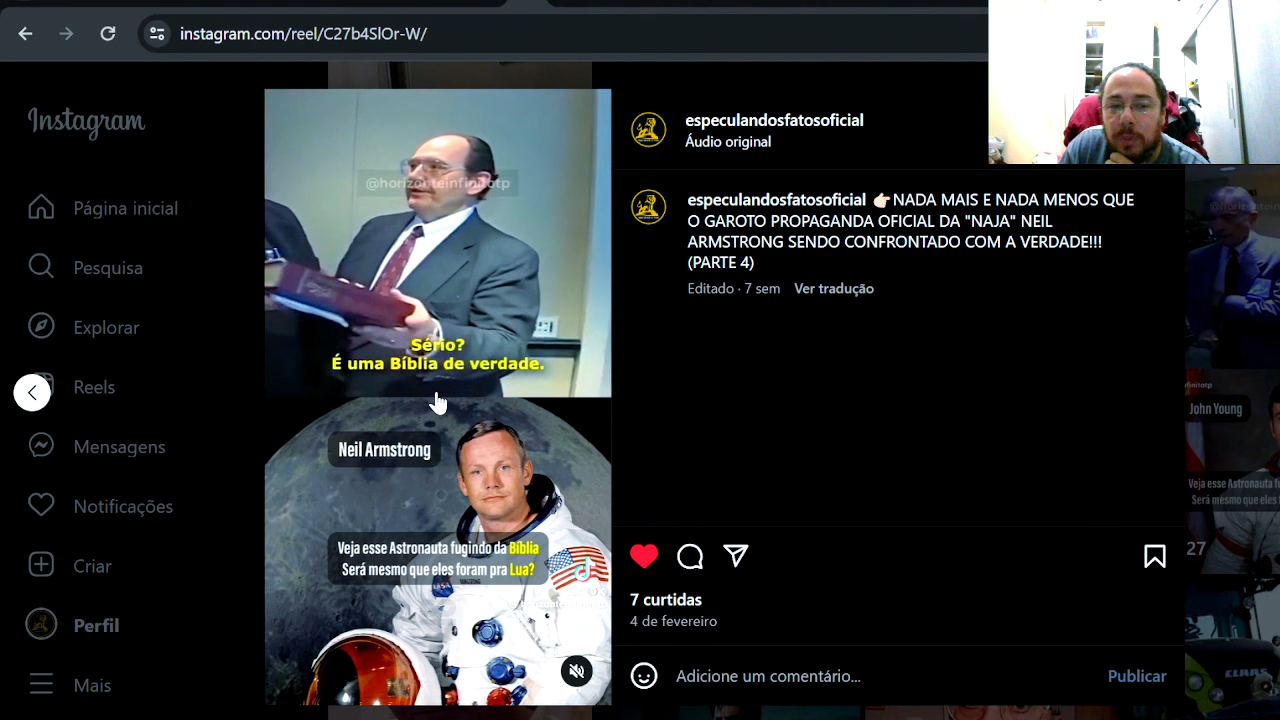 instagram.com/reel/C27b4SlOr-W/
Instagram
Página inicial
Pesquisa
Explorar
Reels
Mensagens
Notificações
Criar
Perfil
Mais
@horizonteinfinitotp
Sério?
É uma Bíblia de verdade.
Neil Armstrong
Veja esse Astronauta fugindo da Bíblia
Será mesmo que eles foram pra Lua?
especulandosfatosoficial
Áudio original
especulandosfatosoficial 👉🏻NADA MAIS E NADA MENOS QUE
O GAROTO PROPAGANDA OFICIAL DA "NAJA" NEIL
ARMSTRONG SENDO CONFRONTADO COM A VERDADE!!!
(PARTE 4)
Editado · 7 sem Ver tradução
7 curtidas
4 de fevereiro
Adicione um comentário... Publicar
John Young
Veja esse Astronauta fu
Será mesmo que eles
27
CLAAS